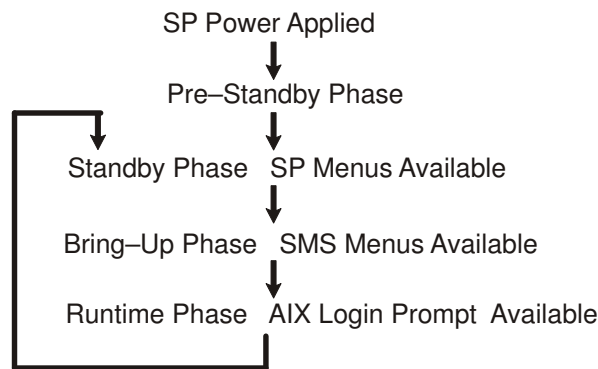 SP Power Applied
Pre–Standby Phase
Standby Phase SP Menus Available
Bring–Up Phase SMS Menus Available
Runtime Phase AIX Login Prompt Available